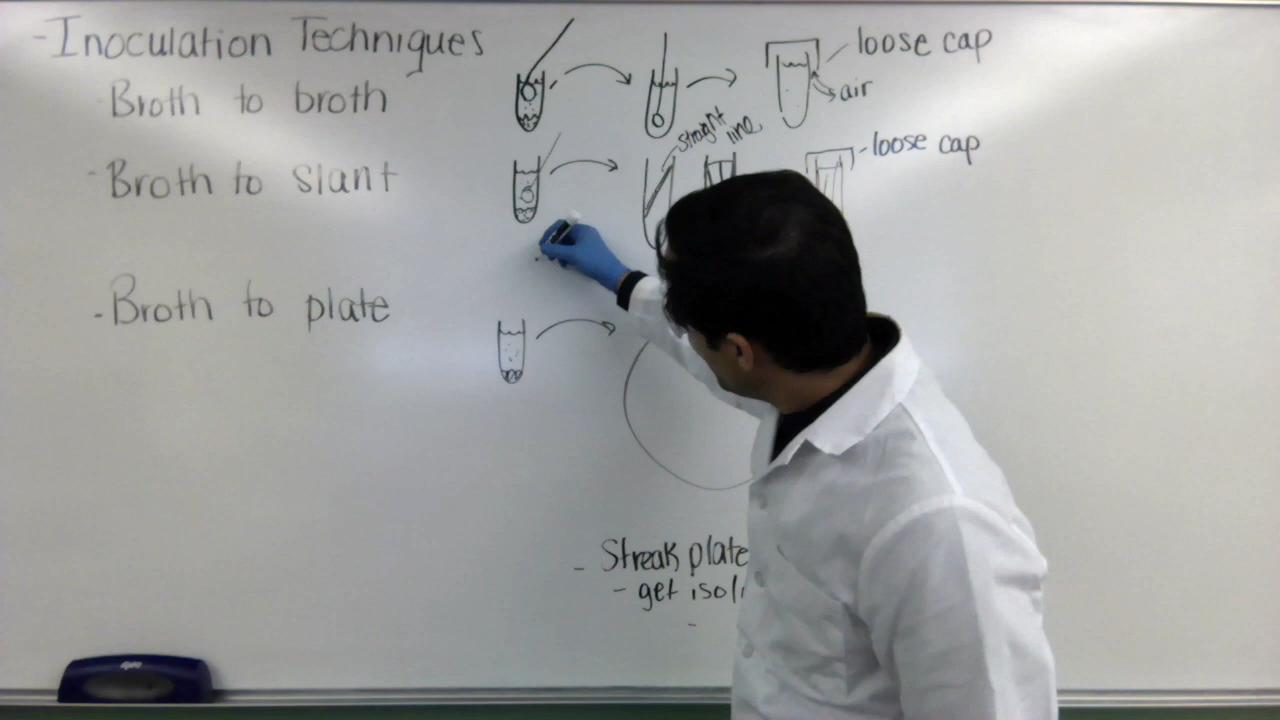 -Inoculation Techniques
- Broth to broth
loose cap
air
straight line
- Broth to slant
-loose cap
- Broth to plate
- Streak plate
- get
-
expo